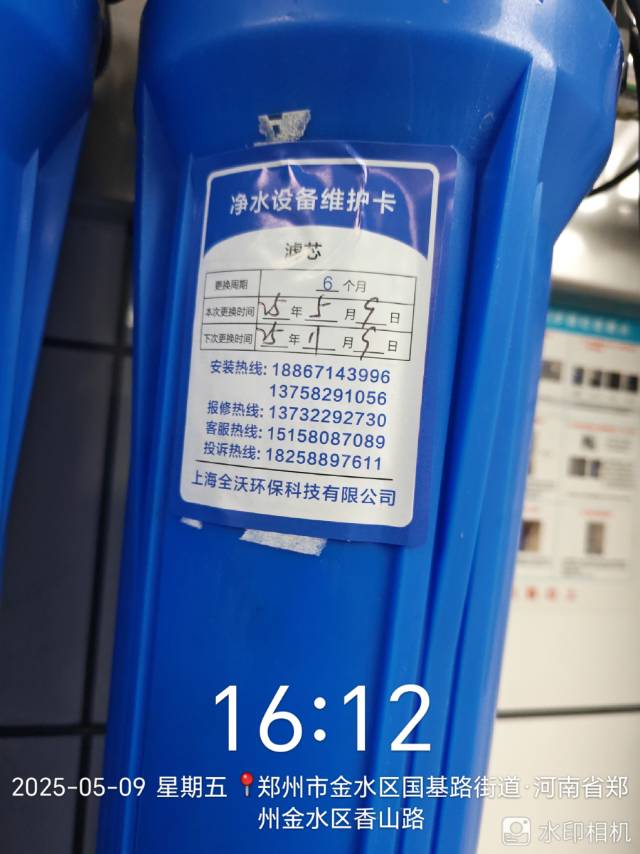 净水设备维护卡
滤芯
更换周期 6 个月
本次更换时间 25 年 5 月 9 日
下次更换时间 25 年 11 月 9 日
安装热线: 18867143996
13758291056
报修热线: 13732292730
客服热线: 15158087089
投诉热线: 18258897611
上海全沃环保科技有限公司
16:12
2025-05-09 星期五 郑州市金水区国基路街道·河南省郑
州金水区香山路
水印相机